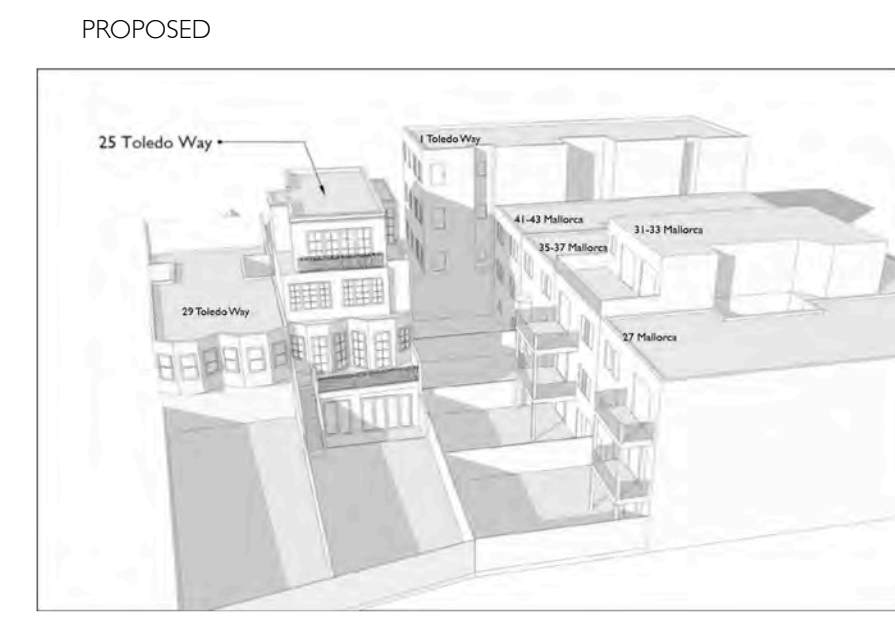 PROPOSED
25 Toledo Way
1 Toledo Way
41-43 Mallorca
31-33 Mallorca
35-37 Mallorca
29 Toledo Way
27 Mallorca